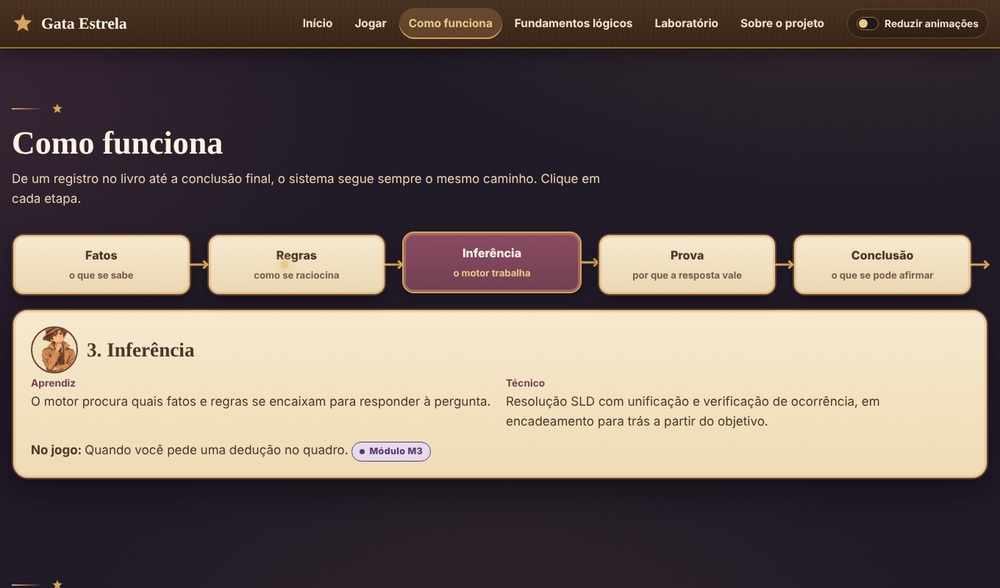 Gata Estrela
Início
Jogar
Como funciona
Fundamentos lógicos
Laboratório
Sobre o projeto
Reduzir animações
Como funciona
De um registro no livro até a conclusão final, o sistema segue sempre o mesmo caminho. Clique em
cada etapa.
Fatos
o que se sabe
Regras
como se raciocina
Inferência
o motor trabalha
Prova
por que a resposta vale
Conclusão
o que se pode afirmar
3. Inferência
Aprendiz
O motor procura quais fatos e regras se encaixam para responder à pergunta.
Técnico
Resolução SLD com unificação e verificação de ocorrência, em
encadeamento para trás a partir do objetivo.
No jogo: Quando você pede uma dedução no quadro. Módulo M3